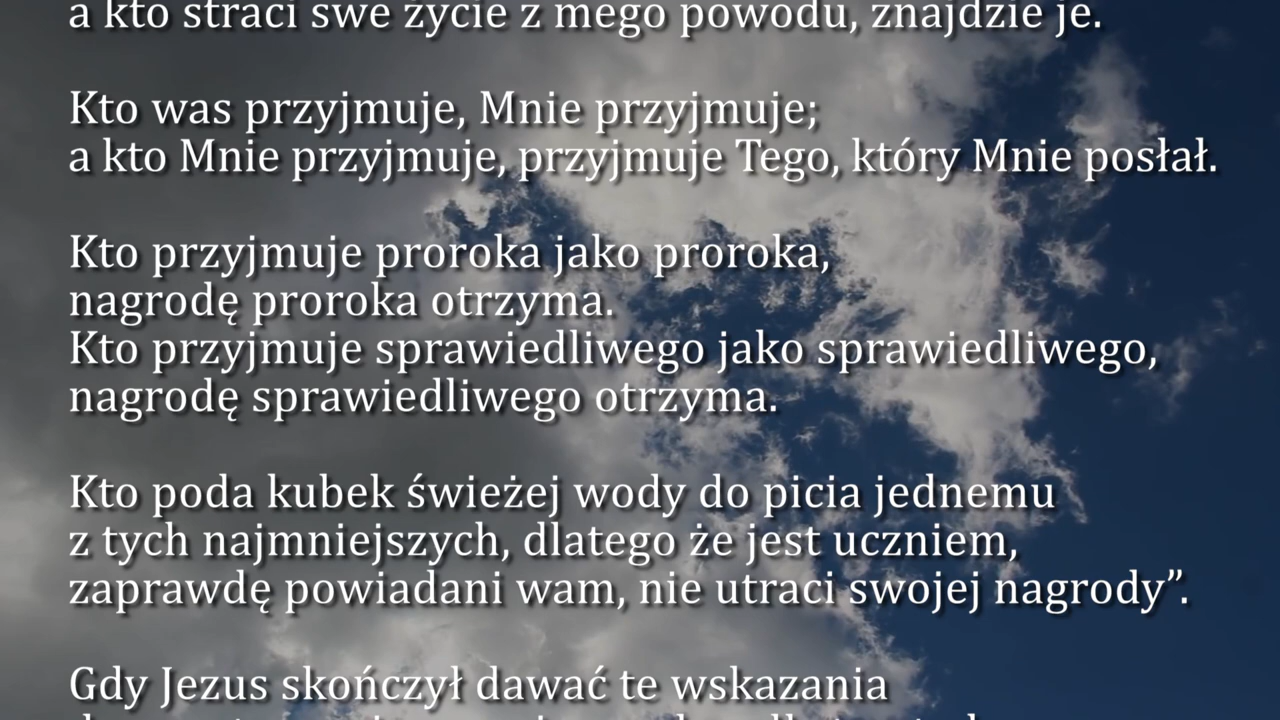 a kto straci swe życie z mego powodu, znajdzie je.
Kto was przyjmuje, Mnie przyjmuje;
a kto Mnie przyjmuje, przyjmuje Tego, który Mnie posłał.
Kto przyjmuje proroka jako proroka,
nagrodę proroka otrzyma.
Kto przyjmuje sprawiedliwego jako sprawiedliwego,
nagrodę sprawiedliwego otrzyma.
Kto poda kubek świeżej wody do picia jednemu
z tych najmniejszych, dlatego że jest uczniem,
zaprawdę powiadani wam, nie utraci swojej nagrody”.
Gdy Jezus skończył dawać te wskazania